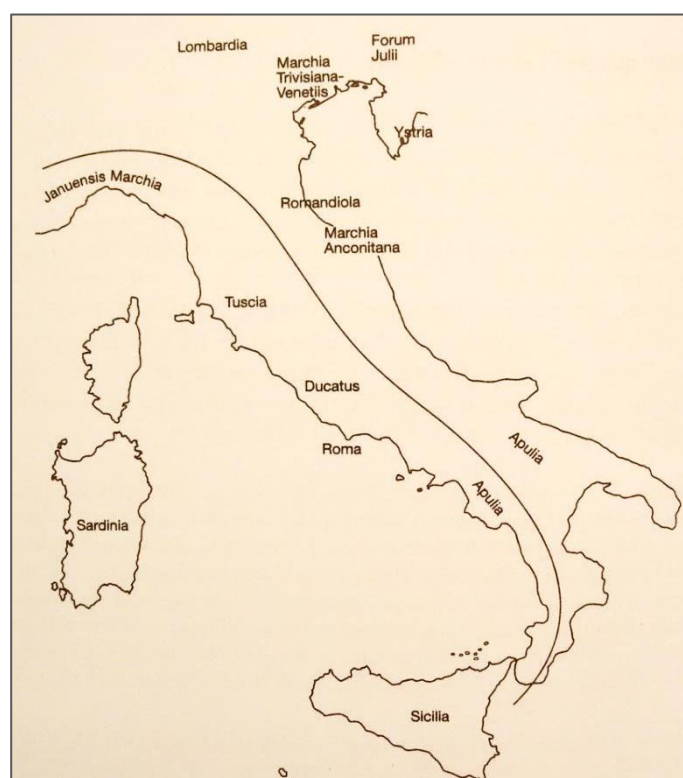 Lombardia
Forum
Julii
Marchia
Trivisiana-
Venetiis
Ystria
Januensis Marchia
Romandiola
Marchia
Anconitana
Tuscia
Ducatus
Roma
Apulia
Apulia
Sardinia
Sicilia